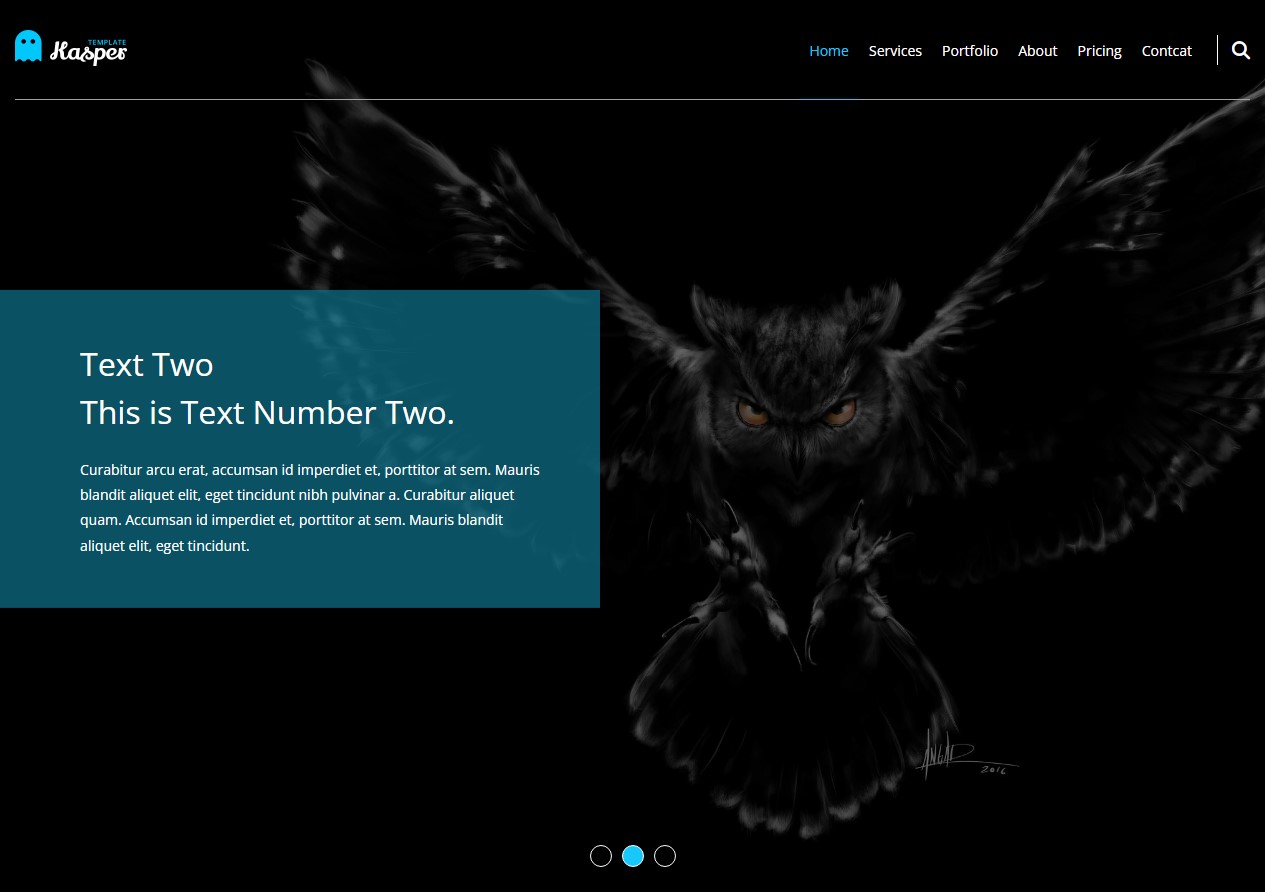 TEMPLATE
Kasper
Home Services Portfolio About Pricing Contcat
Text Two
This is Text Number Two.
Curabitur arcu erat, accumsan id imperdiet et, porttitor at sem. Mauris
blandit aliquet elit, eget tincidunt nibh pulvinar a. Curabitur aliquet
quam. Accumsan id imperdiet et, porttitor at sem. Mauris blandit
aliquet elit, eget tincidunt.
ANGAD
2016